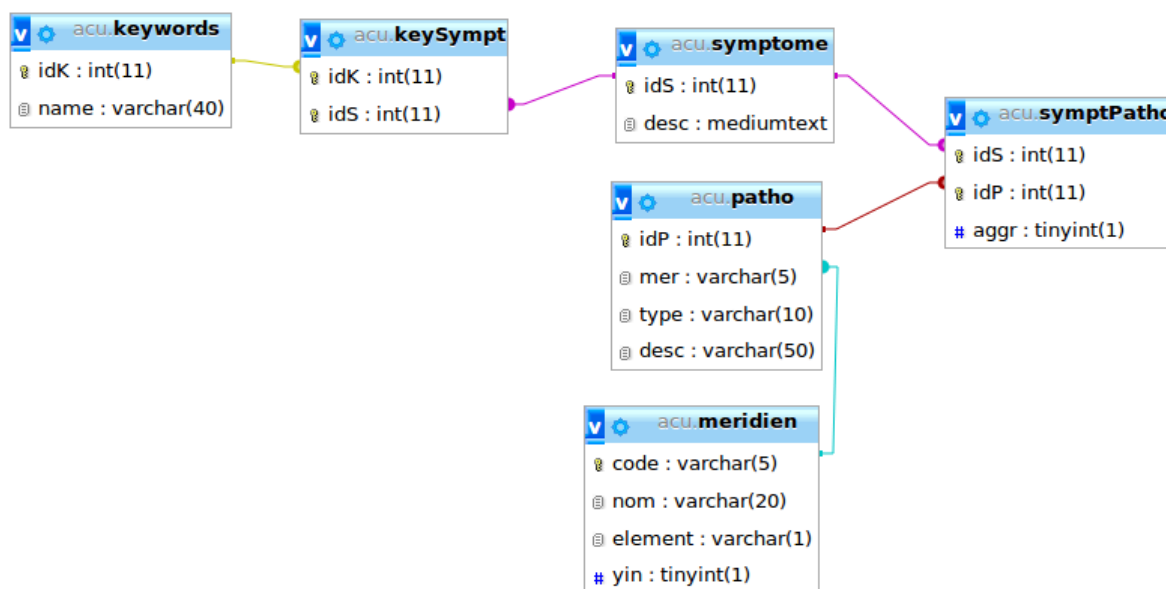 v acu.keywords
idK : int(11)
name : varchar(40)
v acu.keySympt
idK : int(11)
idS : int(11)
v acu.symptome
idS : int(11)
desc : mediumtext
v acu.symptPatho
idS : int(11)
idP : int(11)
# aggr : tinyint(1)
v acu.patho
idP : int(11)
mer : varchar(5)
type : varchar(10)
desc : varchar(50)
v acu.meridien
code : varchar(5)
nom : varchar(20)
element : varchar(1)
# yin : tinyint(1)